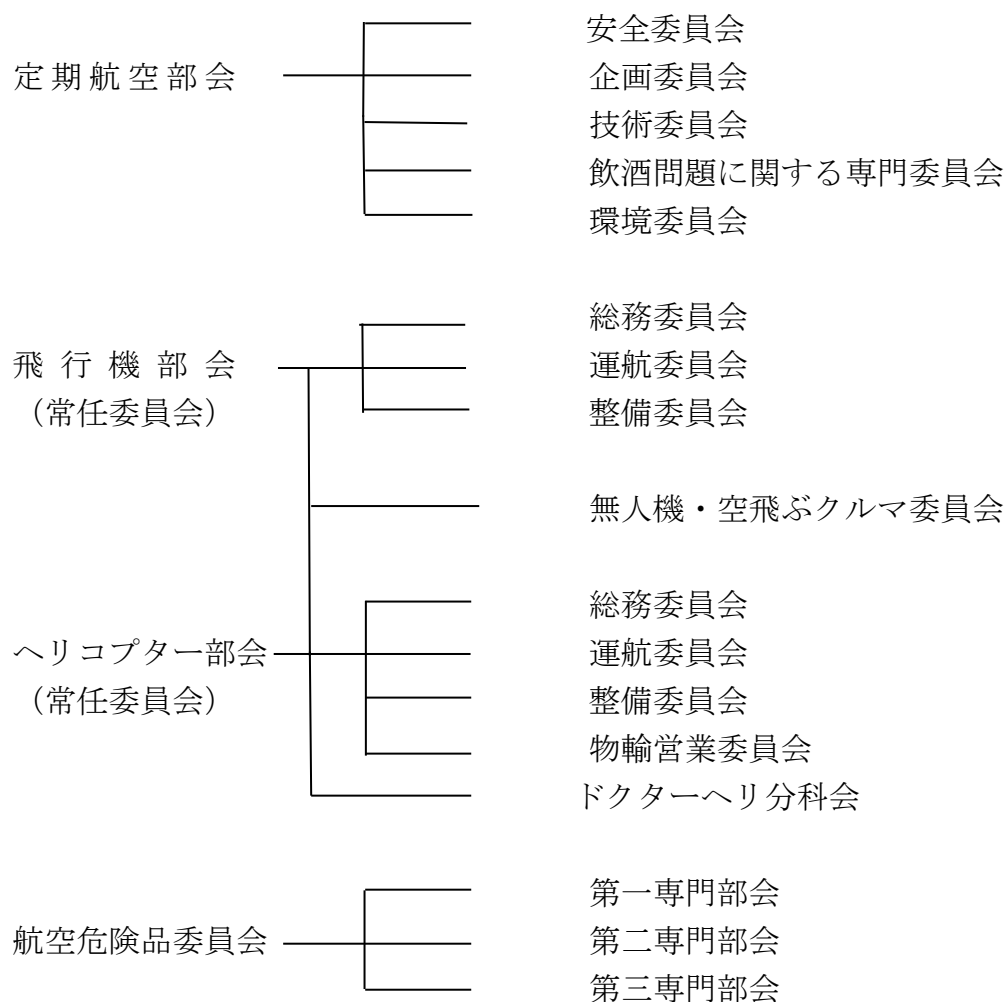 安全委員会
定期航空部会 企画委員会
技術委員会
飲酒問題に関する専門委員会
環境委員会
総務委員会
飛行機部会 運航委員会
(常任委員会) 整備委員会
無人機・空飛ぶクルマ委員会
総務委員会
ヘリコプター部会 運航委員会
(常任委員会) 整備委員会
物輸営業委員会
ドクターヘリ分科会
第一専門部会
航空危険品委員会 第二専門部会
第三専門部会